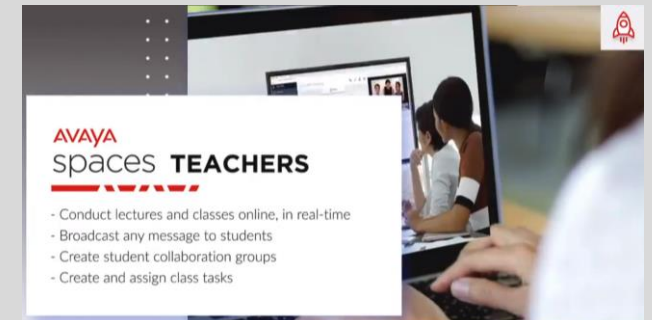 AVAYA
spaces TEACHERS
- Conduct lectures and classes online, in real-time
- Broadcast any message to students
- Create student collaboration groups
- Create and assign class tasks